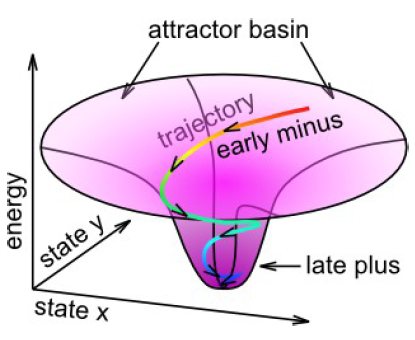 attractor basin
trajectory
early minus
energy
state y
late plus
state x